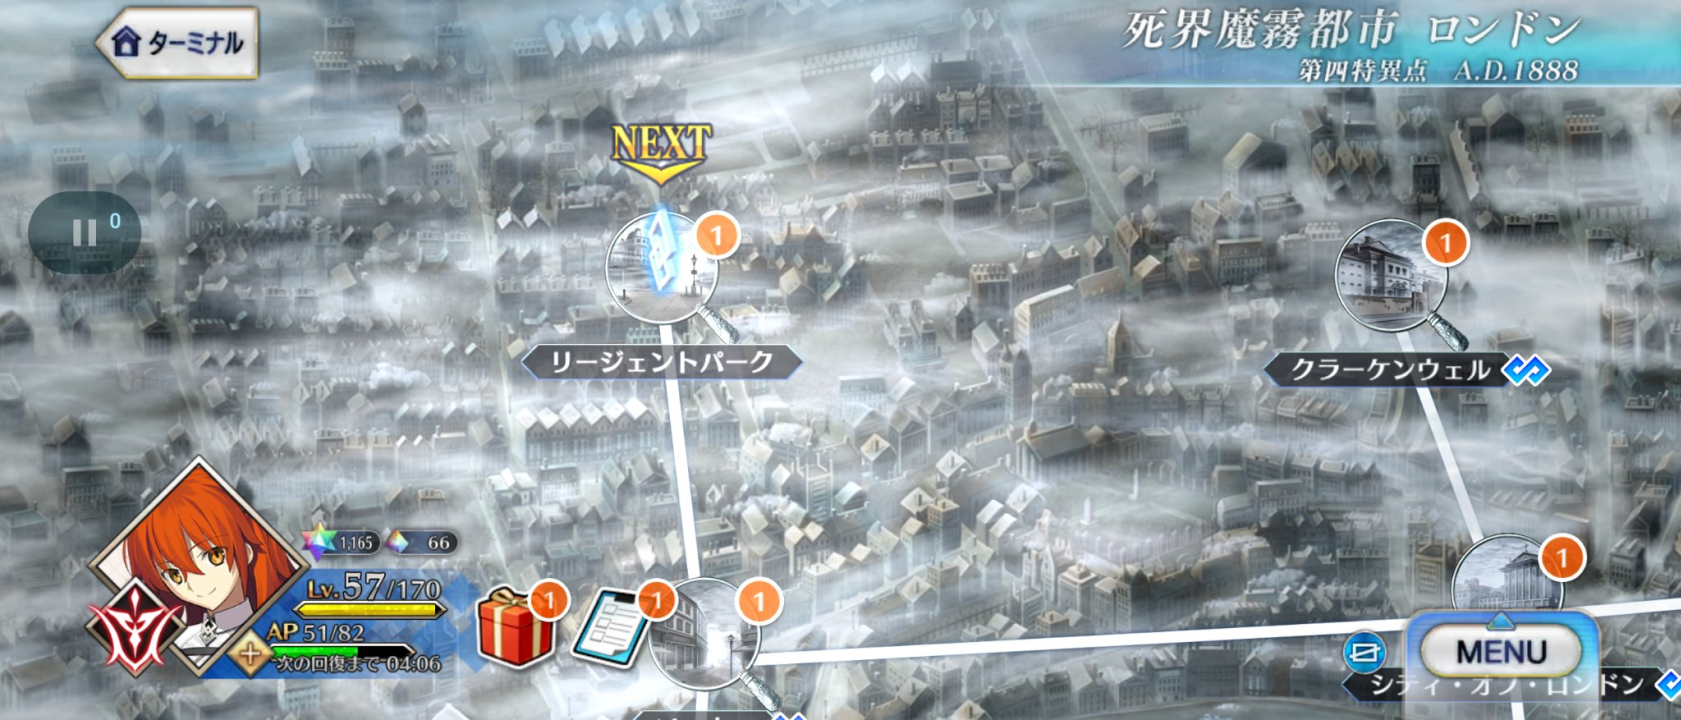 ターミナル
死界魔霧都市 ロンドン
第四特異点 A.D.1888
NEXT
0
1
1
リージェントパーク
クラーケンウェル
1,165
66
Lv.57/170
AP 51/82
次の回復まで 04:06
1
1
1
1
MENU
シティ・オブ・ロンドン